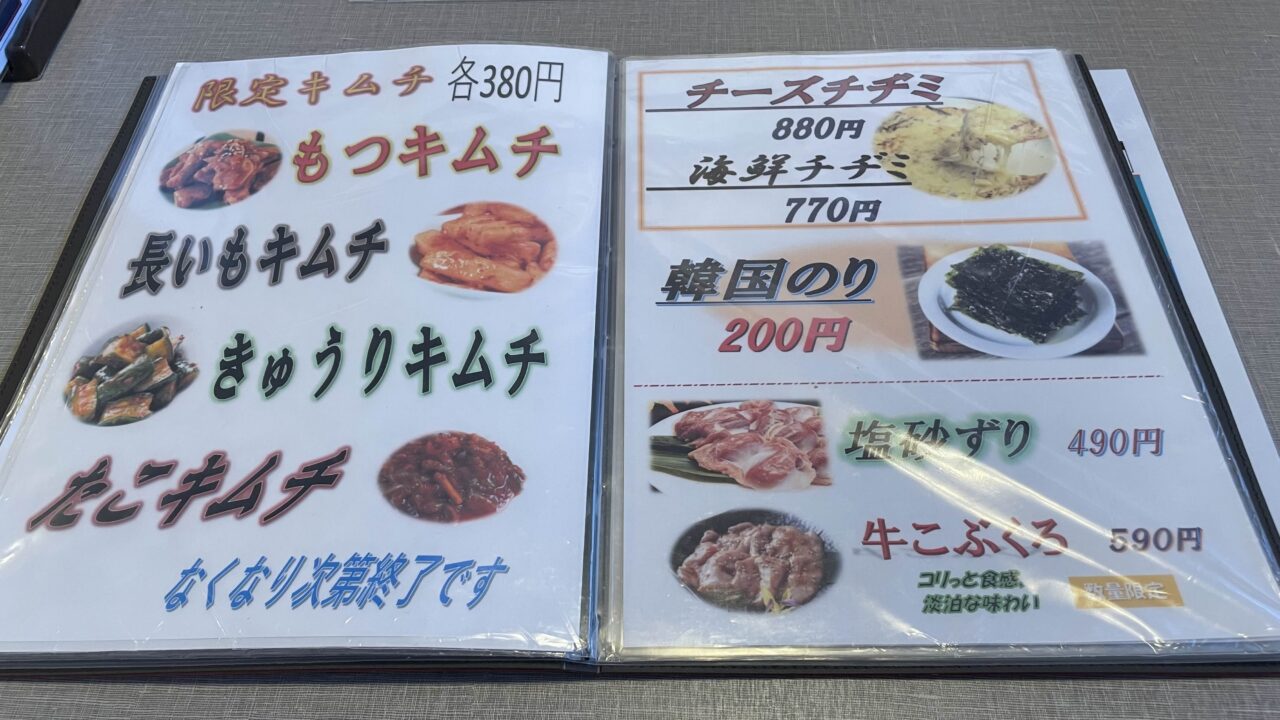 限定キムチ 各380円
もつキムチ
長いもキムチ
きゅうりキムチ
たこキムチ
なくなり次第終了です
チーズチヂミ
880円
海鮮チヂミ
770円
韓国のり
200円
塩砂ずり 490円
牛こぶくろ 590円
コリっと食感、
淡泊な味わい
数量限定